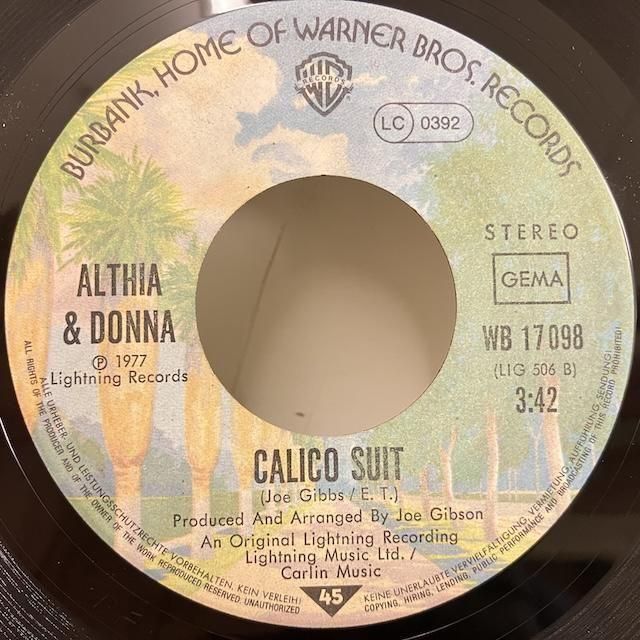 BURBANK, HOME OF WARNER BROS. RECORDS
RECORDS
LC 0392
STEREO
GEMA
ALTHIA
& DONNA
℗ 1977
Lightning Records
WB 17 098
(LIG 506 B)
3:42
CALICO SUIT
(Joe Gibbs / E. T.)
Produced And Arranged By Joe Gibson
An Original Lightning Recording
Lightning Music Ltd. /
Carlin Music
45
ALLE URHEBER- UND LEISTUNGSSCHUTZRECHTE VORBEHALTEN. KEIN VERLEIH! KEINE UNERLAUBTE VERVIELFÄLTIGUNG, VERMIETUNG, AUFFÜHRUNG, SENDUNG!
ALL RIGHTS OF THE PRODUCER AND OF THE OWNER OF THE WORK REPRODUCED RESERVED. UNAUTHORIZED COPYING, HIRING, LENDING, PUBLIC PERFORMANCE AND BROADCASTING OF THIS RECORD PROHIBITED.